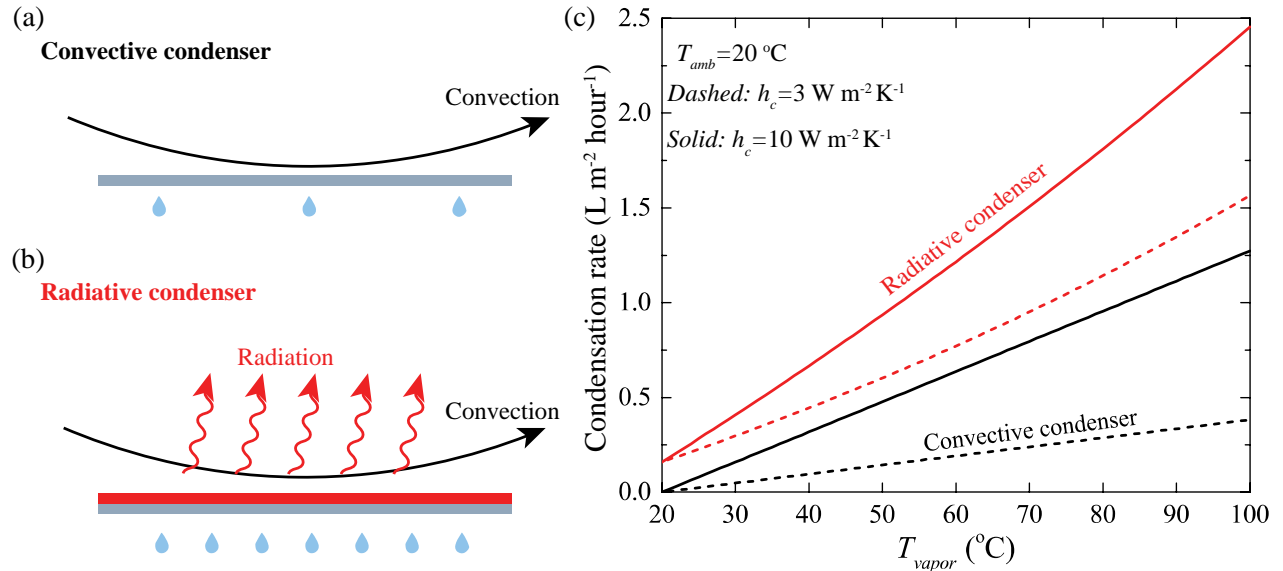 (a)
Convective condenser
Convection
(b)
Radiative condenser
Radiation
Convection
(c)
T_amb=20 °C
Dashed: h_c=3 W m⁻² K⁻¹
Solid: h_c=10 W m⁻² K⁻¹
Radiative condenser
Convective condenser
Condensation rate (L m⁻² hour⁻¹)
2.5
2.0
1.5
1.0
0.5
0.0
20 30 40 50 60 70 80 90 100
T_vapor (°C)